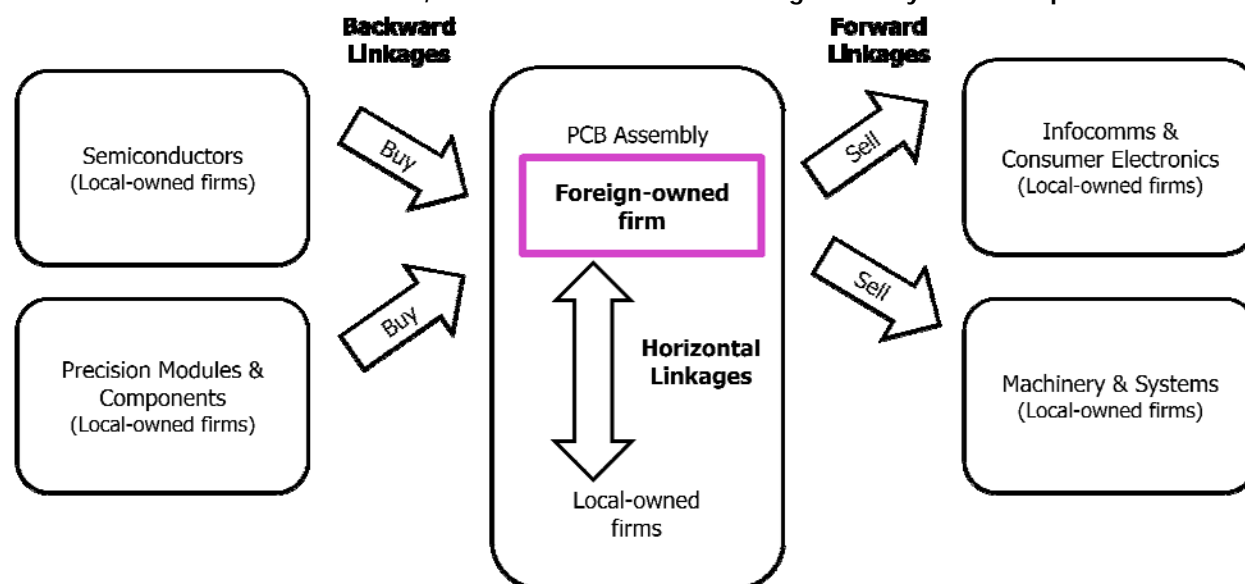 Backward
Linkages
Forward
Linkages
Semiconductors
(Local-owned firms)
Buy
Precision Modules &
Components
(Local-owned firms)
Buy
PCB Assembly
Foreign-owned
firm
Horizontal
Linkages
Local-owned
firms
Sell
Infocomms &
Consumer Electronics
(Local-owned firms)
Sell
Machinery & Systems
(Local-owned firms)